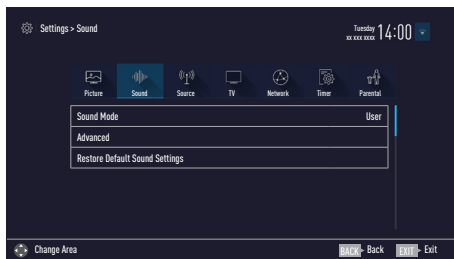 Settings > Sound
Tuesday
xx xxx xxxx
14:00
Picture Sound Source TV Network Timer Parental
Sound Mode User
Advanced
Restore Default Sound Settings
Change Area
BACK Back
EXIT Exit